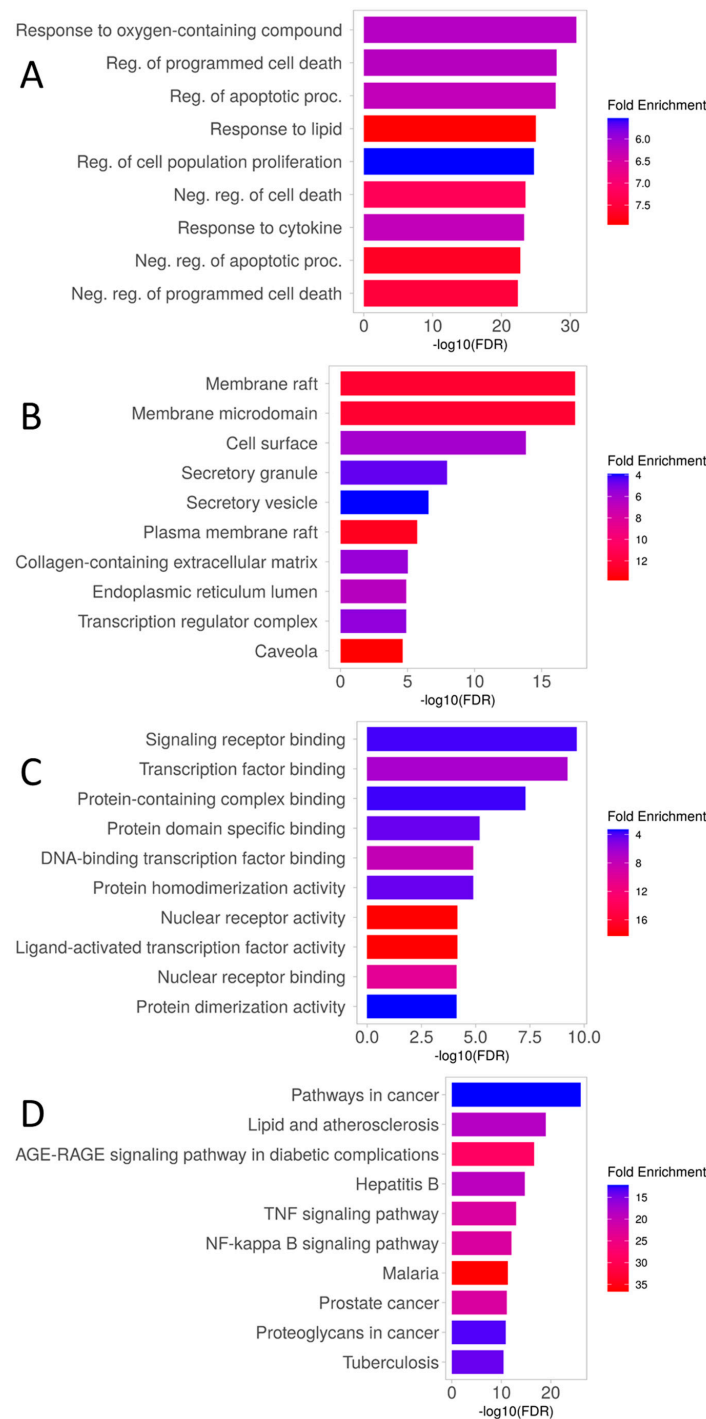 A
Response to oxygen-containing compound
Reg. of programmed cell death
Reg. of apoptotic proc.
Response to lipid
Reg. of cell population proliferation
Neg. reg. of cell death
Response to cytokine
Neg. reg. of apoptotic proc.
Neg. reg. of programmed cell death
0 10 20 30
-log10(FDR)
Fold Enrichment
6.0
6.5
7.0
7.5
B
Membrane raft
Membrane microdomain
Cell surface
Secretory granule
Secretory vesicle
Plasma membrane raft
Collagen-containing extracellular matrix
Endoplasmic reticulum lumen
Transcription regulator complex
Caveola
0 5 10 15
-log10(FDR)
Fold Enrichment
4
6
8
10
12
C
Signaling receptor binding
Transcription factor binding
Protein-containing complex binding
Protein domain specific binding
DNA-binding transcription factor binding
Protein homodimerization activity
Nuclear receptor activity
Ligand-activated transcription factor activity
Nuclear receptor binding
Protein dimerization activity
0.0 2.5 5.0 7.5 10.0
-log10(FDR)
Fold Enrichment
4
8
12
16
D
Pathways in cancer
Lipid and atherosclerosis
AGE-RAGE signaling pathway in diabetic complications
Hepatitis B
TNF signaling pathway
NF-kappa B signaling pathway
Malaria
Prostate cancer
Proteoglycans in cancer
Tuberculosis
0 10 20
-log10(FDR)
Fold Enrichment
15
20
25
30
35